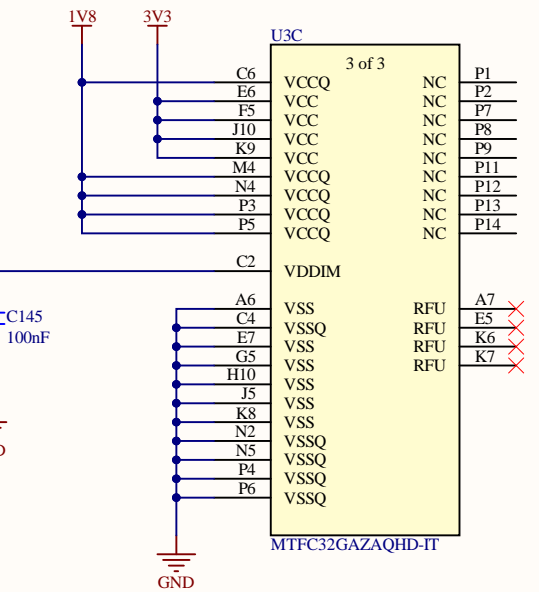 1V8 3V3
U3C
3 of 3
C6 VCCQ NC P1
E6 VCC NC P2
F5 VCC NC P7
J10 VCC NC P8
K9 VCC NC P9
M4 VCCQ NC P11
N4 VCCQ NC P12
P3 VCCQ NC P13
P5 VCCQ NC P14
C2 VDDIM
A6 VSS RFU A7
C4 VSSQ RFU E5
E7 VSS RFU K6
G5 VSS RFU K7
H10 VSS
J5 VSS
K8 VSS
N2 VSSQ
N5 VSSQ
P4 VSSQ
P6 VSSQ
C145
100nF
MTFC32GAZAQHD-IT
GND